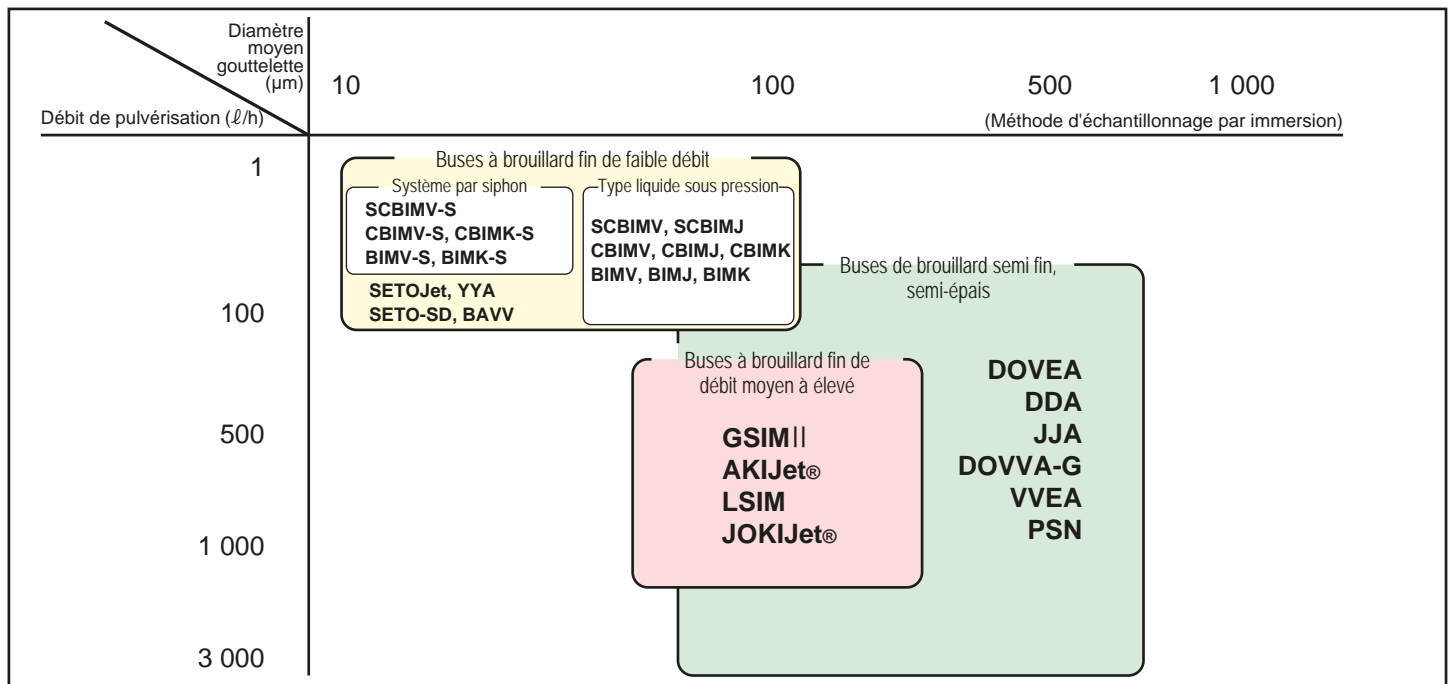 Diamètre
moyen
gouttelette
(µm)
Débit de pulvérisation (ℓ/h)
10 100 500 1 000
(Méthode d'échantillonnage par immersion)
1
100
500
1 000
3 000
Buses à brouillard fin de faible débit
Système par siphon
SCBIMV-S
CBIMV-S, CBIMK-S
BIMV-S, BIMK-S
SETOJet, YYA
SETO-SD, BAVV
Type liquide sous pression
SCBIMV, SCBIMJ
CBIMV, CBIMJ, CBIMK
BIMV, BIMJ, BIMK
Buses de brouillard semi fin,
semi-épais
DOVEA
DDA
JJA
DOVVA-G
VVEA
PSN
Buses à brouillard fin de
débit moyen à élevé
GSIMII
AKIJet®
LSIM
JOKIJet®